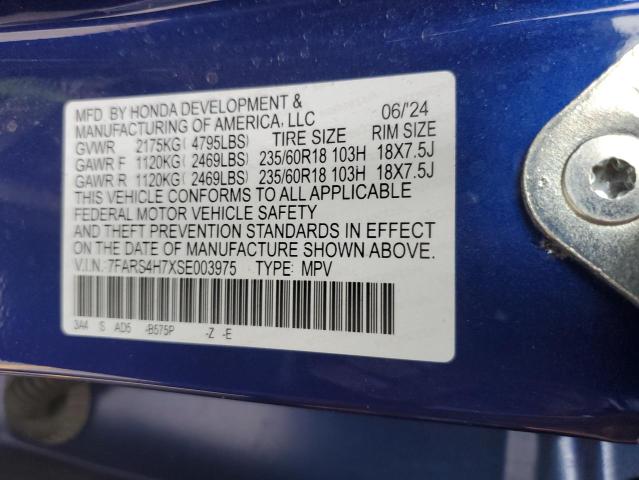 MFD. BY HONDA DEVELOPMENT &
MANUFACTURING OF AMERICA, LLC 06/'24
GVWR 2175KG( 4795LBS) TIRE SIZE RIM SIZE
GAWR F 1120KG( 2469LBS) 235/60R18 103H 18X7.5J
GAWR R 1120KG( 2469LBS) 235/60R18 103H 18X7.5J
THIS VEHICLE CONFORMS TO ALL APPLICABLE
FEDERAL MOTOR VEHICLE SAFETY
AND THEFT PREVENTION STANDARDS IN EFFECT
ON THE DATE OF MANUFACTURE SHOWN ABOVE.
V.I.N.-7FARS4H7XSE003975 TYPE: MPV
3A4 S AD5 -B575P -Z -E